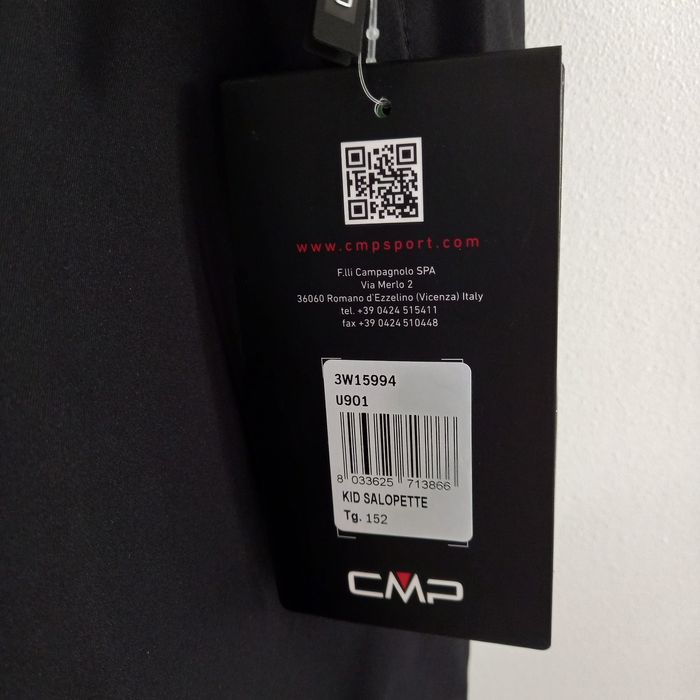 www.cmpsport.com
F.lli Campagnolo SPA
Via Merlo 2
36060 Romano d'Ezzelino (Vicenza) Italy
tel. +39 0424 515411
fax +39 0424 510448
3W15994
U901
8 033625 713866
KID SALOPETTE
Tg. 152
CMP